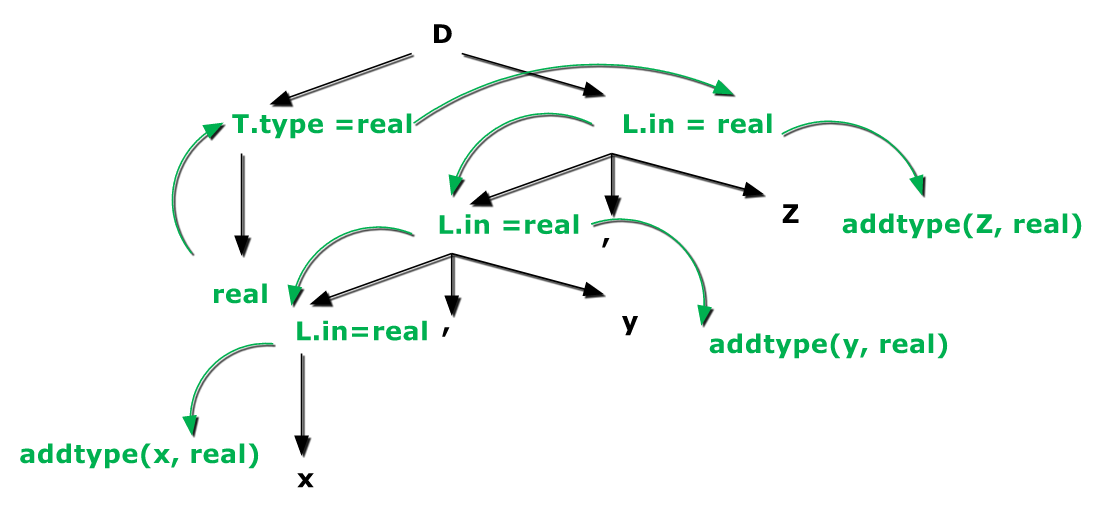 D
T.type =real
L.in = real
Z
addtype(Z, real)
L.in =real
,
real
L.in=real
,
y
addtype(y, real)
addtype(x, real)
x